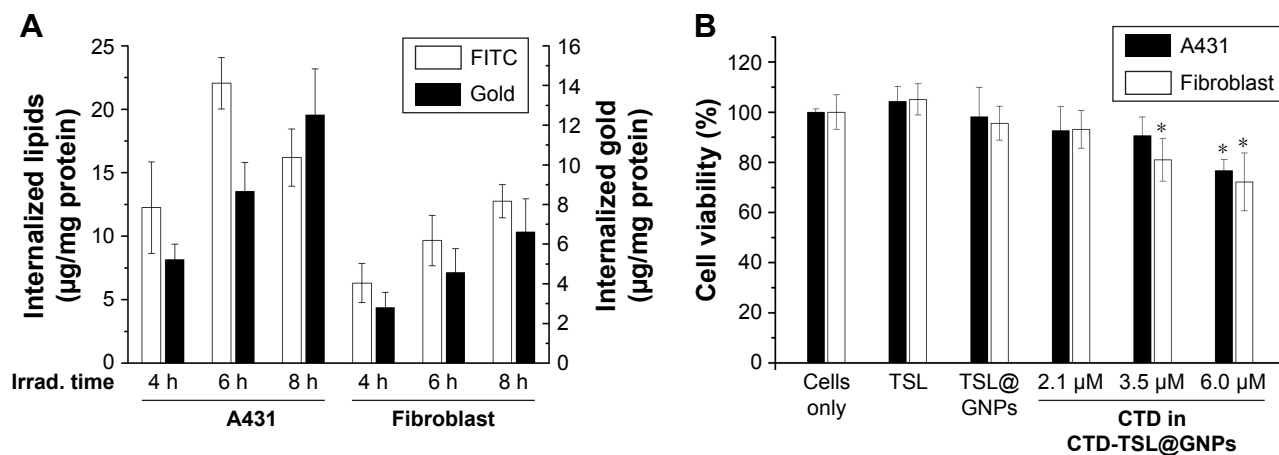 A
Internalized lipids
(µg/mg protein)
25
20
15
10
5
0
FITC
Gold
16
14
12
10
8
6
4
2
0
Internalized gold
(µg/mg protein)
Irrad. time 4 h 6 h 8 h 4 h 6 h 8 h
A431 Fibroblast
B
Cell viability (%)
120
100
80
60
40
20
0
A431
Fibroblast
*
* *
Cells
only
TSL
TSL@
GNPs
2.1 µM 3.5 µM 6.0 µM
CTD in
CTD-TSL@GNPs